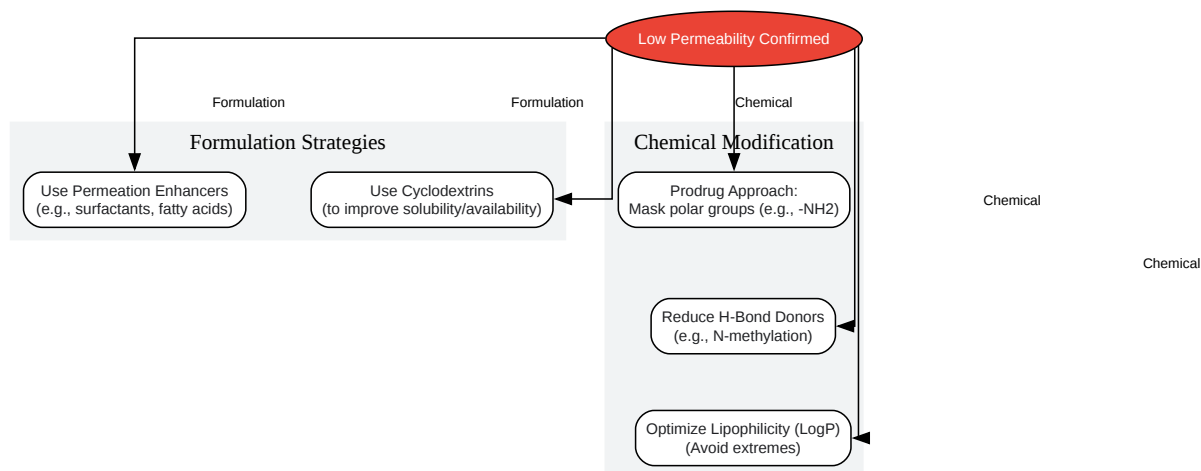 Low Permeability Confirmed
Formulation
Formulation
Chemical
Formulation Strategies
Chemical Modification
Use Permeation Enhancers
(e.g., surfactants, fatty acids)
Use Cyclodextrins
(to improve solubility/availability)
Prodrug Approach:
Mask polar groups (e.g., -NH2)
Chemical
Chemical
Reduce H-Bond Donors
(e.g., N-methylation)
Optimize Lipophilicity (LogP)
(Avoid extremes)